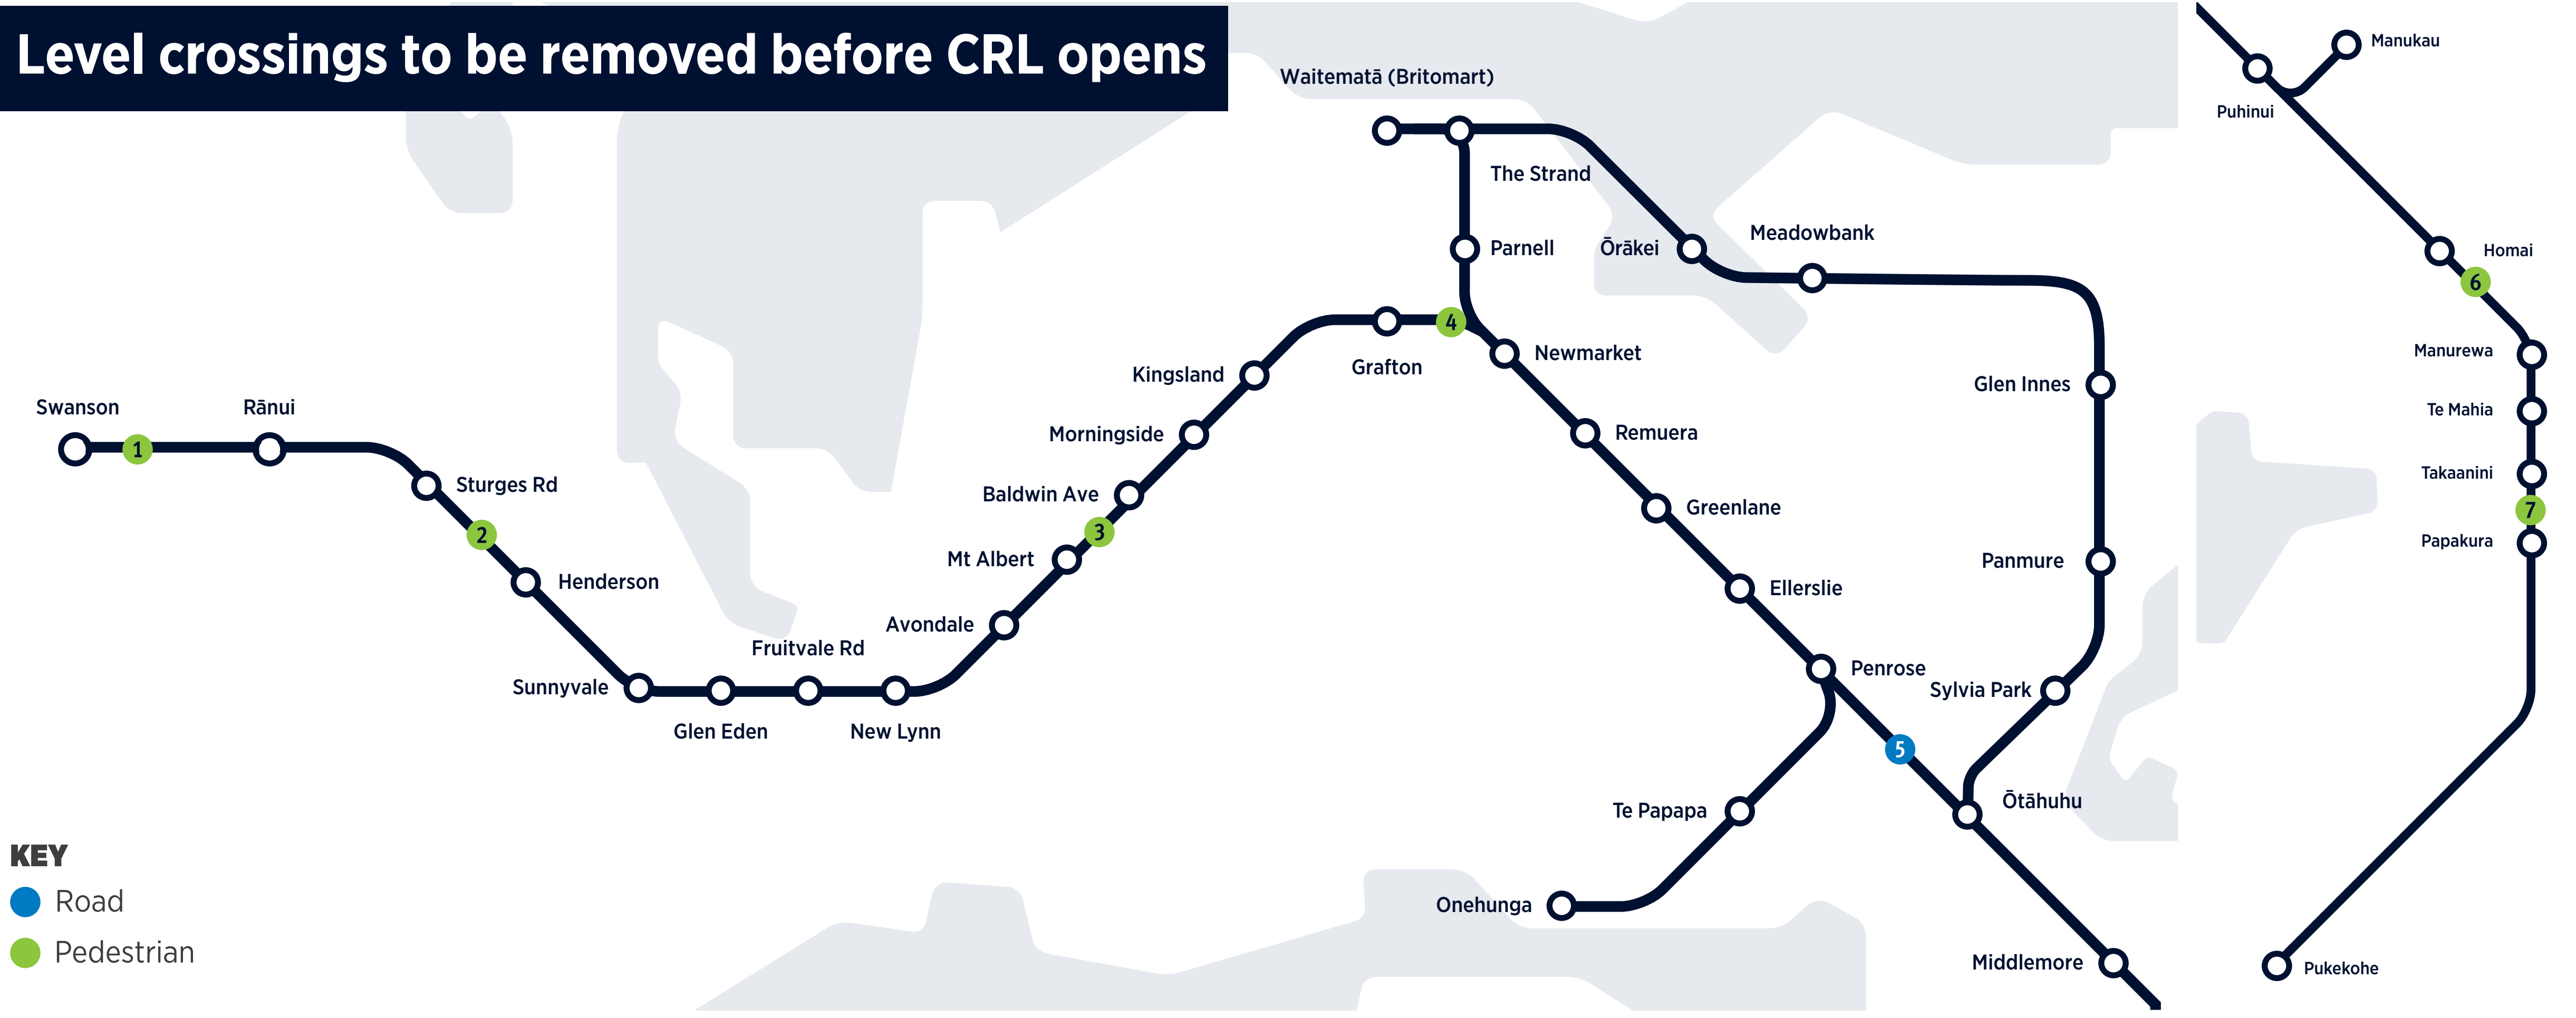 Level crossings to be removed before CRL opens
Waitematā (Britomart)
The Strand
Parnell
Ōrākei
Meadowbank
Manukau
Puhinui
Homai
6
Manurewa
Te Mahia
Takaanini
7
Papakura
Pukekohe
4
Newmarket
Grafton
Kingsland
Glen Innes
Swanson
Rānui
1
Morningside
Remuera
Sturges Rd
Baldwin Ave
Greenlane
2
3
Mt Albert
Panmure
Henderson
Ellerslie
Avondale
Fruitvale Rd
Penrose
Sunnyvale
Sylvia Park
Glen Eden
New Lynn
5
Te Papapa
Ōtāhuhu
Onehunga
Middlemore
KEY
Road
Pedestrian